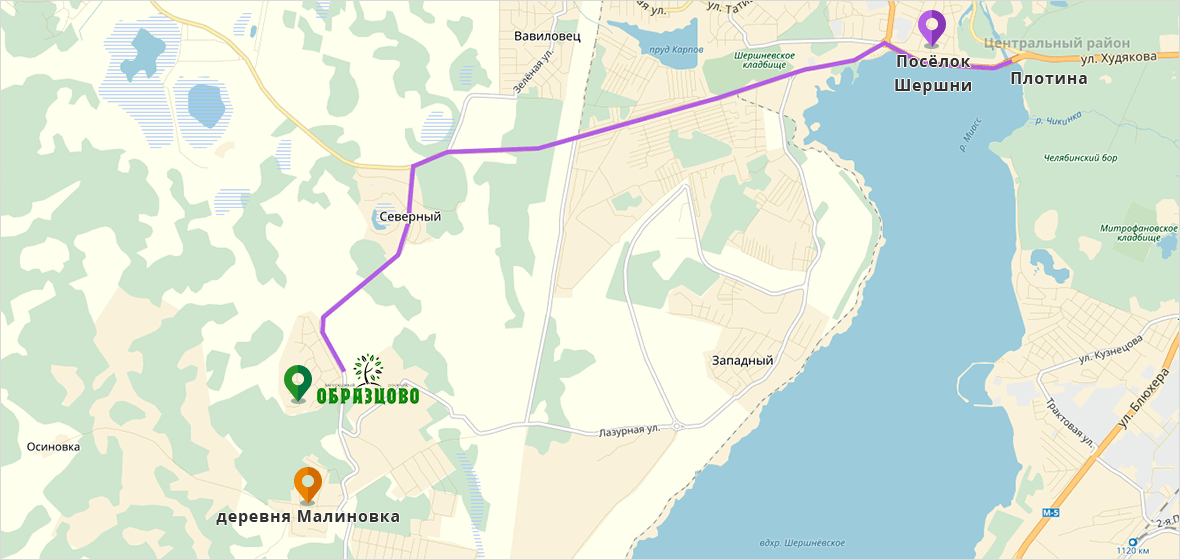 ул. Татищева
Вавиловец
Зелёная ул.
пруд Карпов
Шершневское
кладбище
Посёлок
Шершни
Центральный район
ул. Худякова
Плотина
р. Миасс
р. Чикинка
Челябинский бор
Митрофановское
кладбище
Северный
Западный
ул. Кузнецова
ул. Блюхера
Трактовая ул.
ОБРАЗЦОВО
Лазурная ул.
Осиновка
деревня Малиновка
М-5
2-я П
вдхр. Шершневское
1120 км